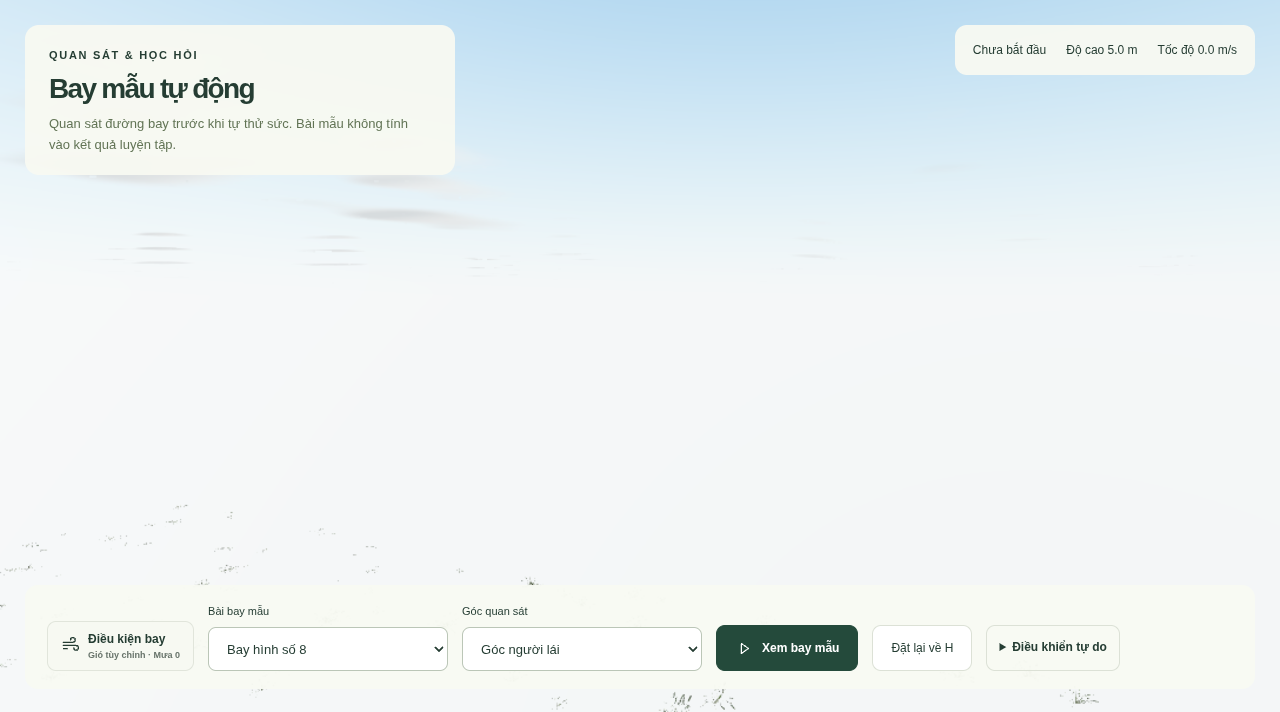 QUAN SÁT & HỌC HỎI
Bay mẫu tự động
Quan sát đường bay trước khi tự thử sức. Bài mẫu không tính
vào kết quả luyện tập.
Chưa bắt đầu Độ cao 5.0 m Tốc độ 0.0 m/s
Điều kiện bay
Gió tùy chỉnh · Mưa 0
Bài bay mẫu
Bay hình số 8
Góc quan sát
Góc người lái
Xem bay mẫu
Đặt lại về H
Điều khiển tự do